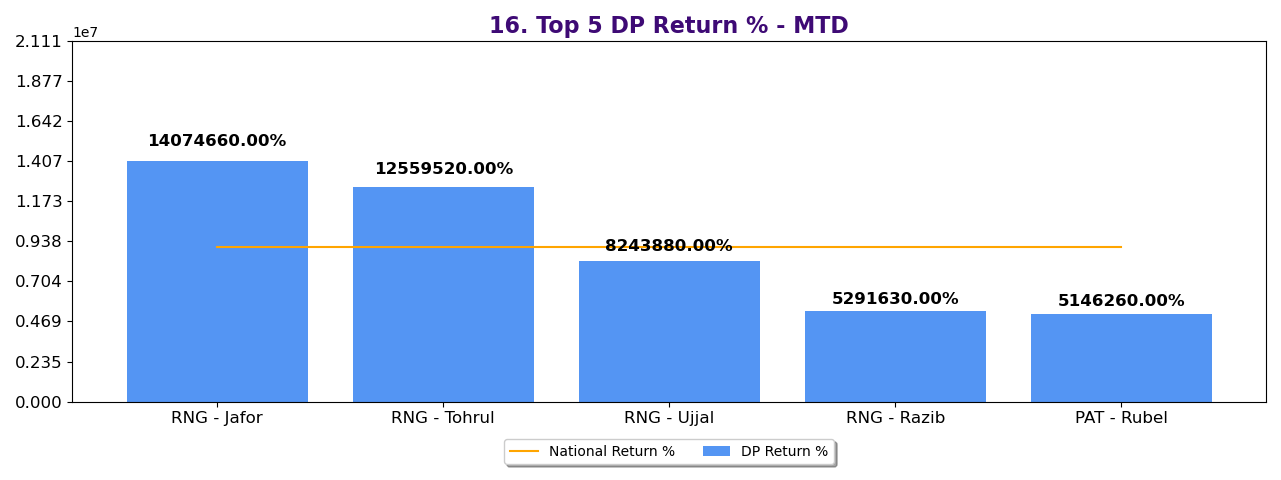 16. Top 5 DP Return % - MTD
1e7
2.111
1.877
1.642
1.407
1.173
0.938
0.704
0.469
0.235
0.000
14074660.00%
12559520.00%
8243880.00%
5291630.00%
5146260.00%
RNG - Jafor
RNG - Tohrul
RNG - Ujjal
RNG - Razib
PAT - Rubel
National Return %
DP Return %